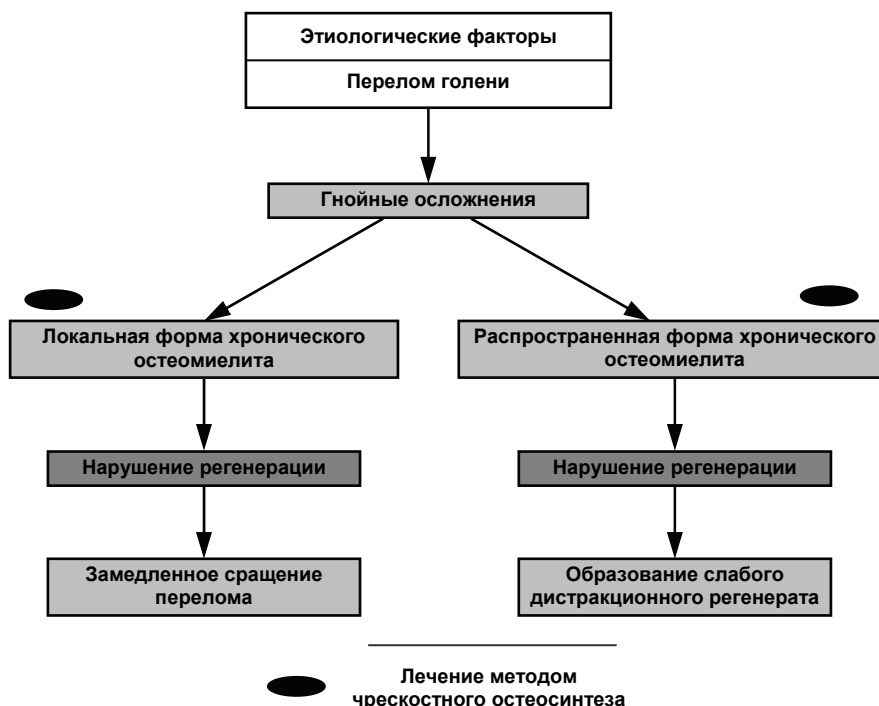 Этиологические факторы
Перелом голени
Гнойные осложнения
Локальная форма хронического
остеомиелита
Распространенная форма хронического
остеомиелита
Нарушение регенерации
Нарушение регенерации
Замедленное сращение
перелома
Образование слабого
дистракционного регенерата
Лечение методом
чрескостного остеосинтеза